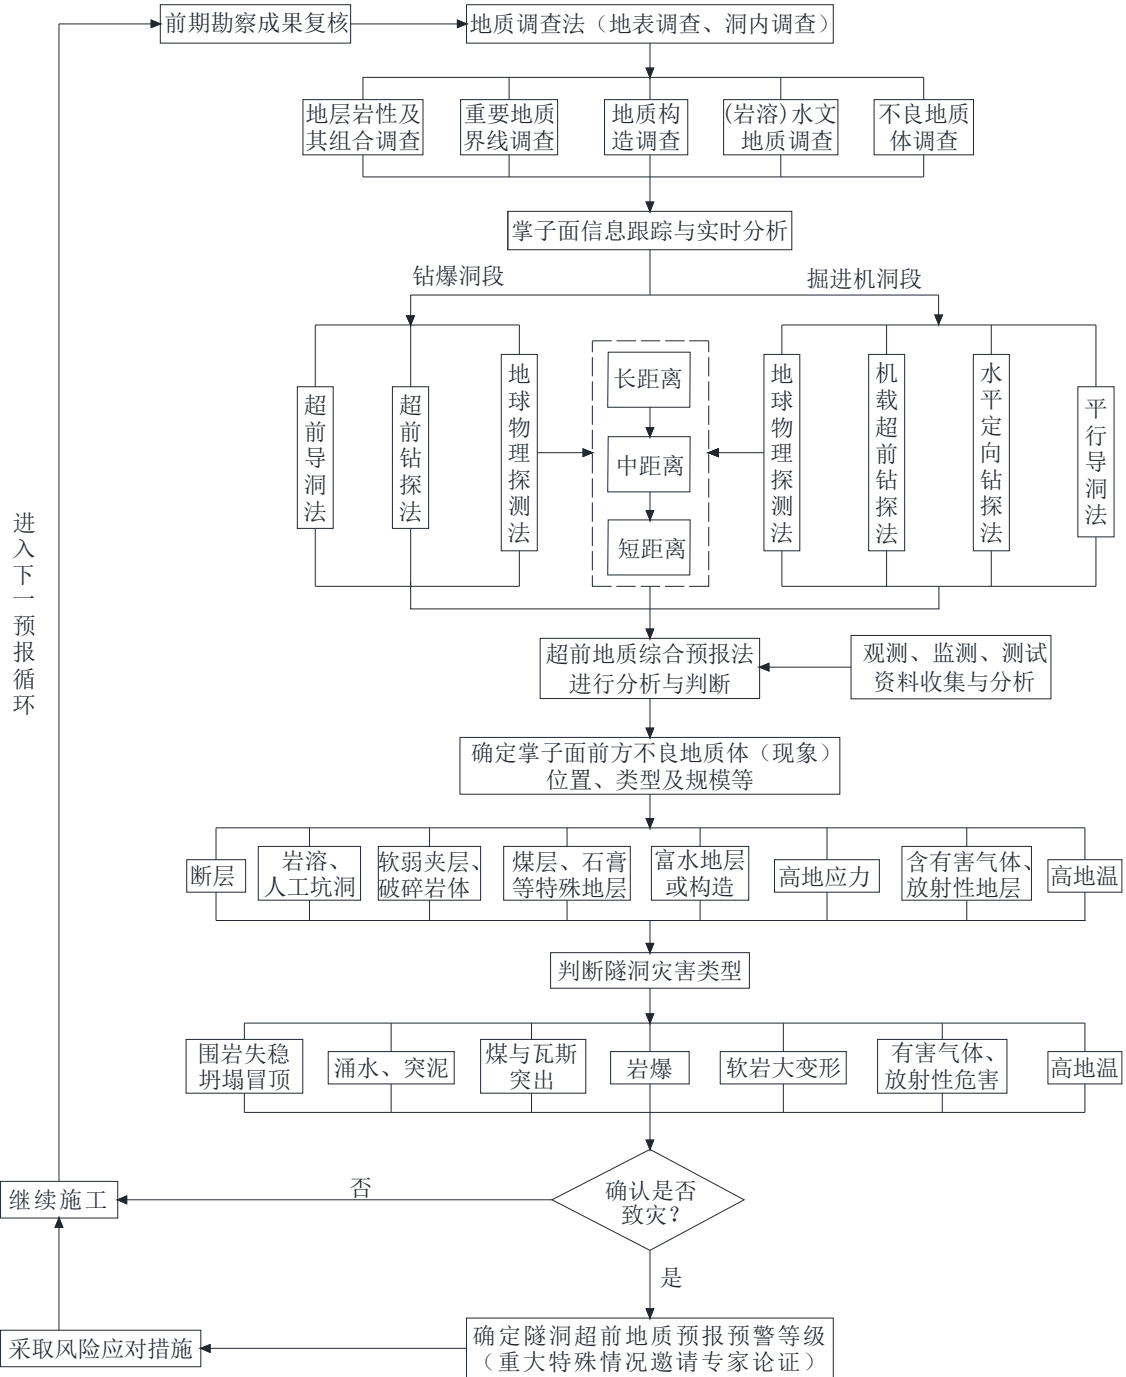 前期勘察成果复核
地质调查法（地表调查、洞内调查）
地层岩性及
其组合调查
重要地质
界线调查
地质构
造调查
(岩溶)水文
地质调查
不良地质
体调查
掌子面信息跟踪与实时分析
钻爆洞段
掘进机洞段
超前导洞法
超前钻探法
地球物理探测法
长距离
中距离
短距离
地球物理探测法
机载超前钻探法
水平定向钻探法
平行导洞法
进入下一预报循环
超前地质综合预报法
进行分析与判断
观测、监测、测试
资料收集与分析
确定掌子面前方不良地质体（现象）
位置、类型及规模等
断层
岩溶、
人工坑洞
软弱夹层、
破碎岩体
煤层、石膏
等特殊地层
富水地层
或构造
高地应力
含有害气体、
放射性地层
高地温
判断隧洞灾害类型
围岩失稳
坍塌冒顶
涌水、突泥
煤与瓦斯
突出
岩爆
软岩大变形
有害气体、
放射性危害
高地温
确认是否
致灾？
否
继续施工
是
确定隧洞超前地质预报预警等级
（重大特殊情况邀请专家论证）
采取风险应对措施